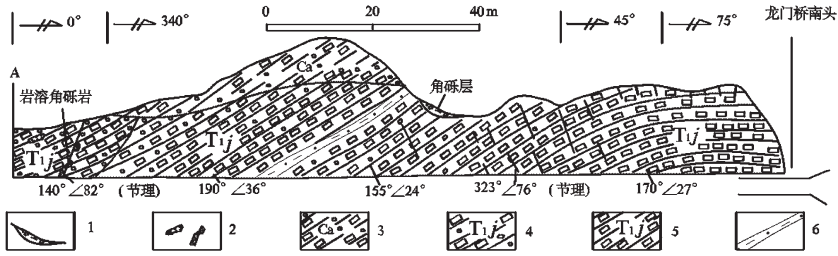 0° 340° 0 20 40m 45° 75° 龙门桥南头
A
Ca
岩溶角砾岩 角砾层
T1j T1j T1j
140°∠82° (节理) 190°∠36° 155°∠24° 323°∠76° (节理) 170°∠27°
1 2 Ca 3 T1j 4 T1j 5 6